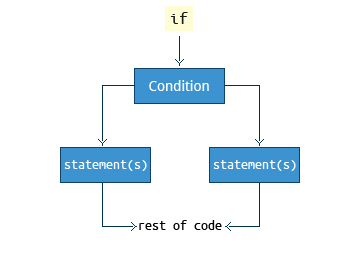 if
Condition
statement(s) statement(s)
rest of code